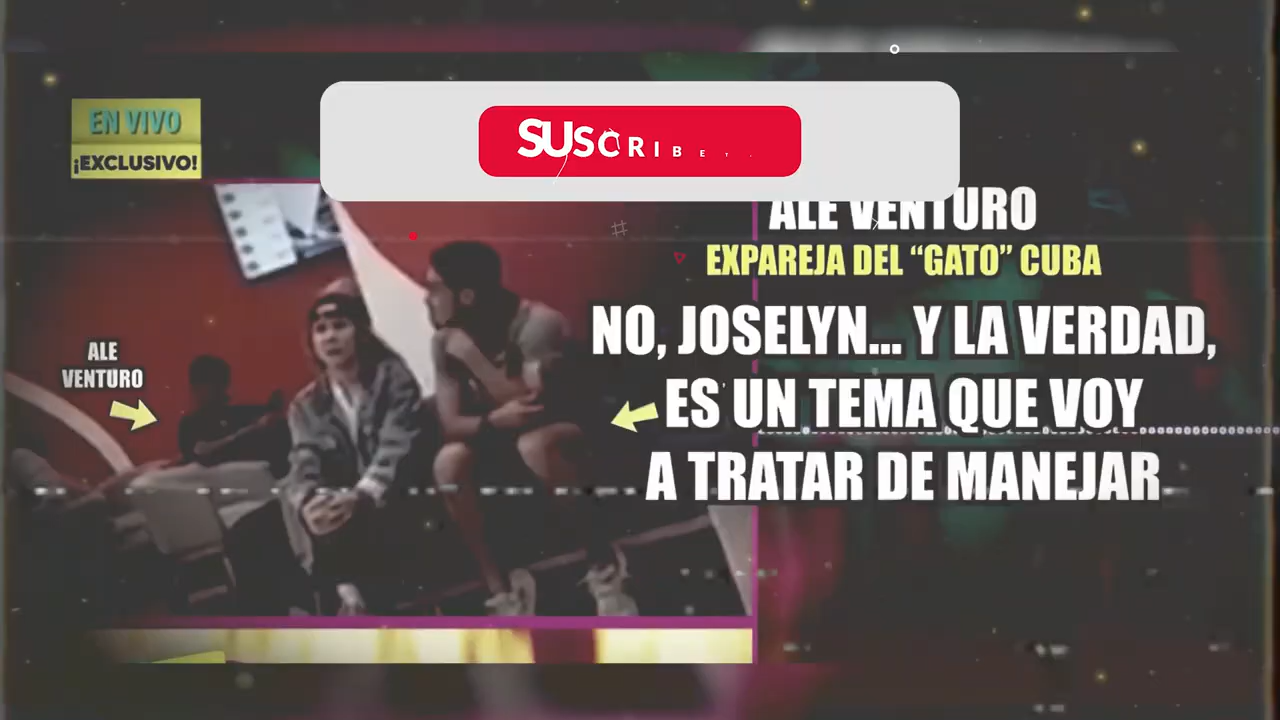 EN VIVO
¡EXCLUSIVO!
SUSCRIBET..
ALE VENTURO
EXPAREJA DEL “GATO” CUBA
NO, JOSELYN... Y LA VERDAD,
ES UN TEMA QUE VOY
A TRATAR DE MANEJAR
ALE
VENTURO